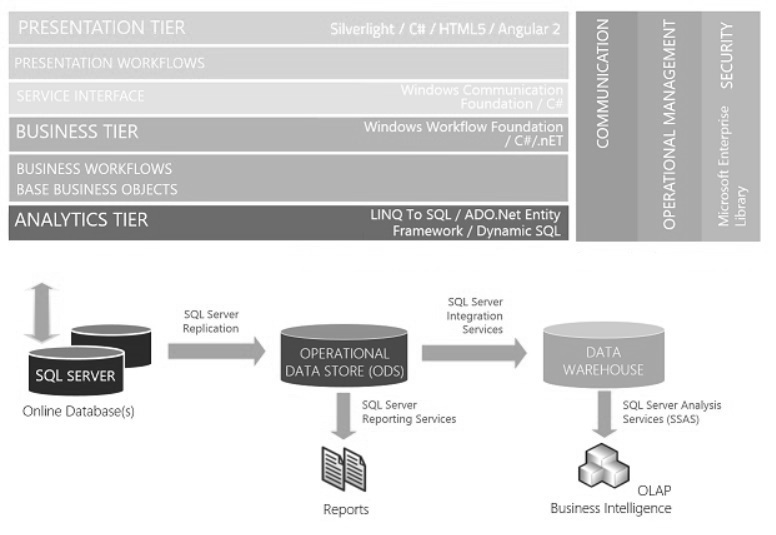 PRESENTATION TIER
Silverlight / C# / HTML5 / Angular 2
PRESENTATION WORKFLOWS
SERVICE INTERFACE
Windows Communication
Foundation / C#
BUSINESS TIER
Windows Workflow Foundation
/ C#/.nET
BUSINESS WORKFLOWS
BASE BUSINESS OBJECTS
ANALYTICS TIER
LINQ To SQL / ADO.Net Entity
Framework / Dynamic SQL
COMMUNICATION
OPERATIONAL MANAGEMENT
SECURITY
Microsoft Enterprise
Library
SQL SERVER
Online Database(s)
SQL Server
Replication
OPERATIONAL
DATA STORE (ODS)
SQL Server
Integration
Services
DATA
WAREHOUSE
SQL Server
Reporting Services
Reports
SQL Server Analysis
Services (SSAS)
OLAP
Business Intelligence